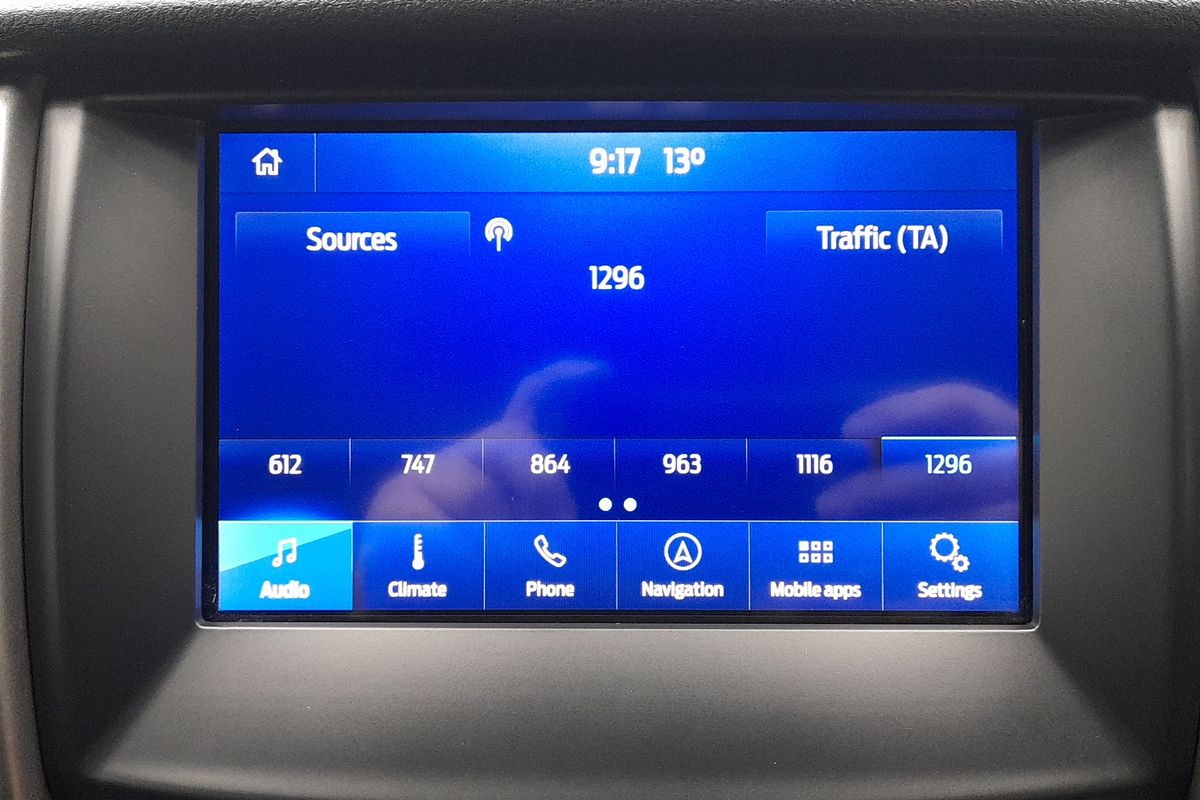 9:17 13º
Sources
Traffic (TA)
1296
612 747 864 963 1116 1296
Audio Climate Phone Navigation Mobile apps Settings